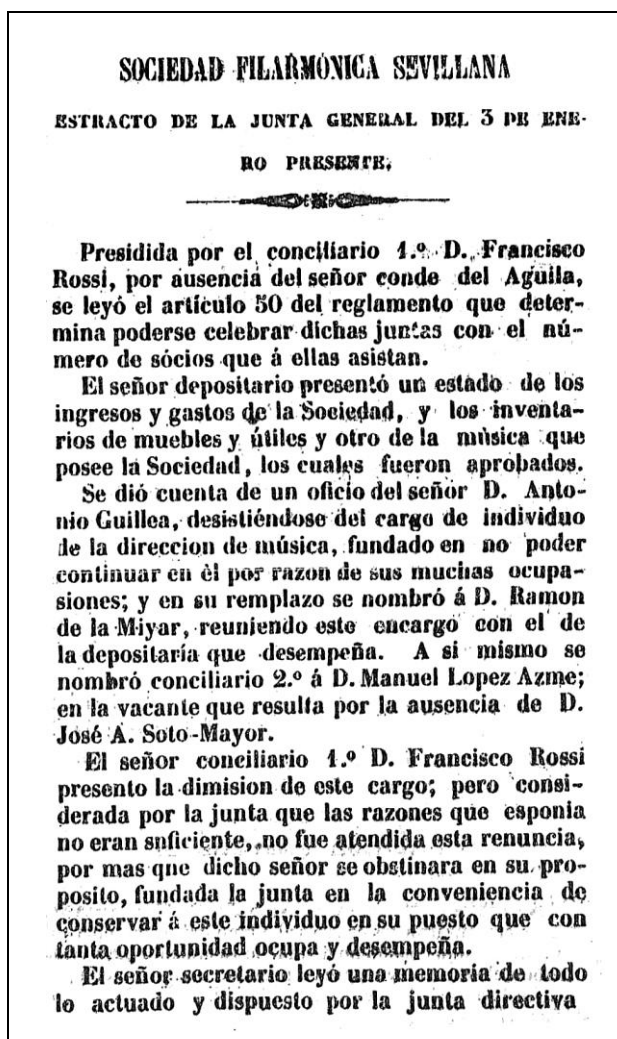 SOCIEDAD FILARMÓNICA SEVILLANA
ESTRACTO DE LA JUNTA GENERAL DEL 3 DE ENE-
RO PRESENTE.
Presidida por el conciliario 1.º D. Francisco
Rossi, por ausencia del señor conde del Aguila,
se leyó el artículo 50 del reglamento que deter-
mina poderse celebrar dichas juntas con el nú-
mero de sócios que á ellas asistan.
El señor depositario presentó un estado de los
ingresos y gastos de la Sociedad, y los inventa-
rios de muebles y útiles y otro de la música que
posee la Sociedad, los cuales fueron aprobados.
Se dió cuenta de un oficio del señor D. Anto-
nio Guillea, desistiéndose del cargo de individuo
de la direccion de música, fundado en no poder
continuar en él por razon de sus muchas ocupa-
siones; y en su remplazo se nombró á D. Ramon
de la Miyar, reuniendo este encargo con el de
la depositaría que desempeña. A si mismo se
nombró conciliario 2.º á D. Manuel Lopez Azme;
en la vacante que resulta por la ausencia de D.
José A. Soto-Mayor.
El señor conciliario 1.º D. Francisco Rossi
presento la dimision de este cargo; pero consi-
derada por la junta que las razones que esponia
no eran suficiente, no fue atendida esta renuncia,
por mas que dicho señor se obstinara en su pro-
posito, fundada la junta en la conveniencia de
conservar á este individuo en su puesto que con
tanta oportunidad ocupa y desempeña.
El señor secretario leyó una memoria de todo
lo actuado y dispuesto por la junta directiva